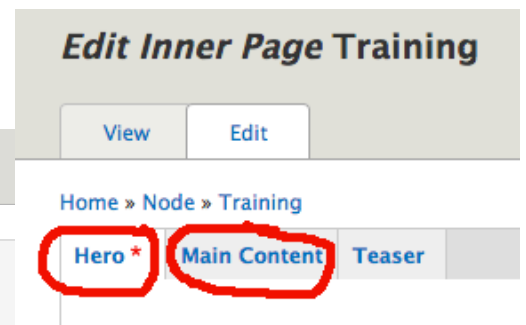 Edit Inner Page Training
View Edit
Home » Node » Training
Hero * Main Content Teaser